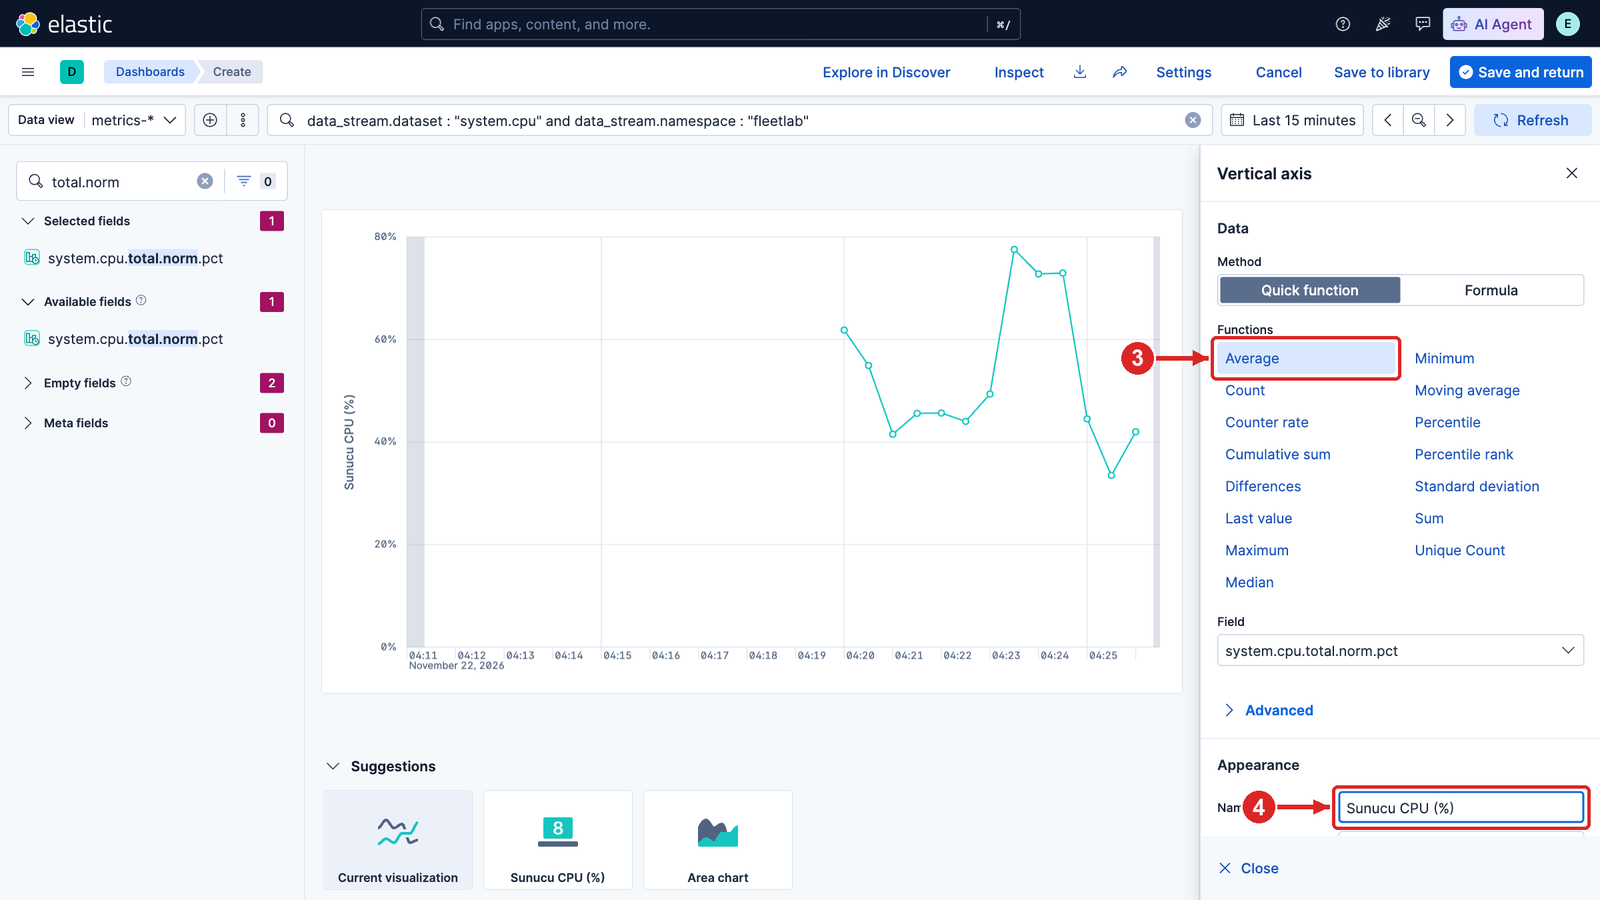 elastic
Find apps, content, and more.
⌘/
AI Agent
E
D
Dashboards
Create
Explore in Discover
Inspect
Settings
Cancel
Save to library
Save and return
Data view
metrics-*
data_stream.dataset : "system.cpu" and data_stream.namespace : "fleetlab"
Last 15 minutes
Refresh
total.norm
0
Selected fields
1
system.cpu.total.norm.pct
Available fields
1
system.cpu.total.norm.pct
Empty fields
2
Meta fields
0
Sunucu CPU (%)
80%
60%
40%
20%
0%
04:11 04:12 04:13 04:14 04:15 04:16 04:17 04:18 04:19 04:20 04:21 04:22 04:23 04:24 04:25
November 22, 2026
Suggestions
Current visualization
8
Sunucu CPU (%)
Area chart
Vertical axis
Data
Method
Quick function
Formula
Functions
3
Average
Minimum
Count
Moving average
Counter rate
Percentile
Cumulative sum
Percentile rank
Differences
Standard deviation
Last value
Sum
Maximum
Unique Count
Median
Field
system.cpu.total.norm.pct
Advanced
Appearance
4
Sunucu CPU (%)
Close